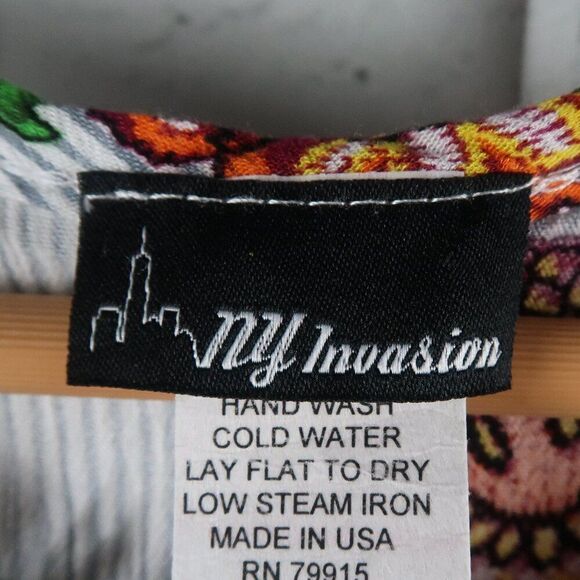 NY Invasion
HAND WASH
COLD WATER
LAY FLAT TO DRY
LOW STEAM IRON
MADE IN USA
RN 79915